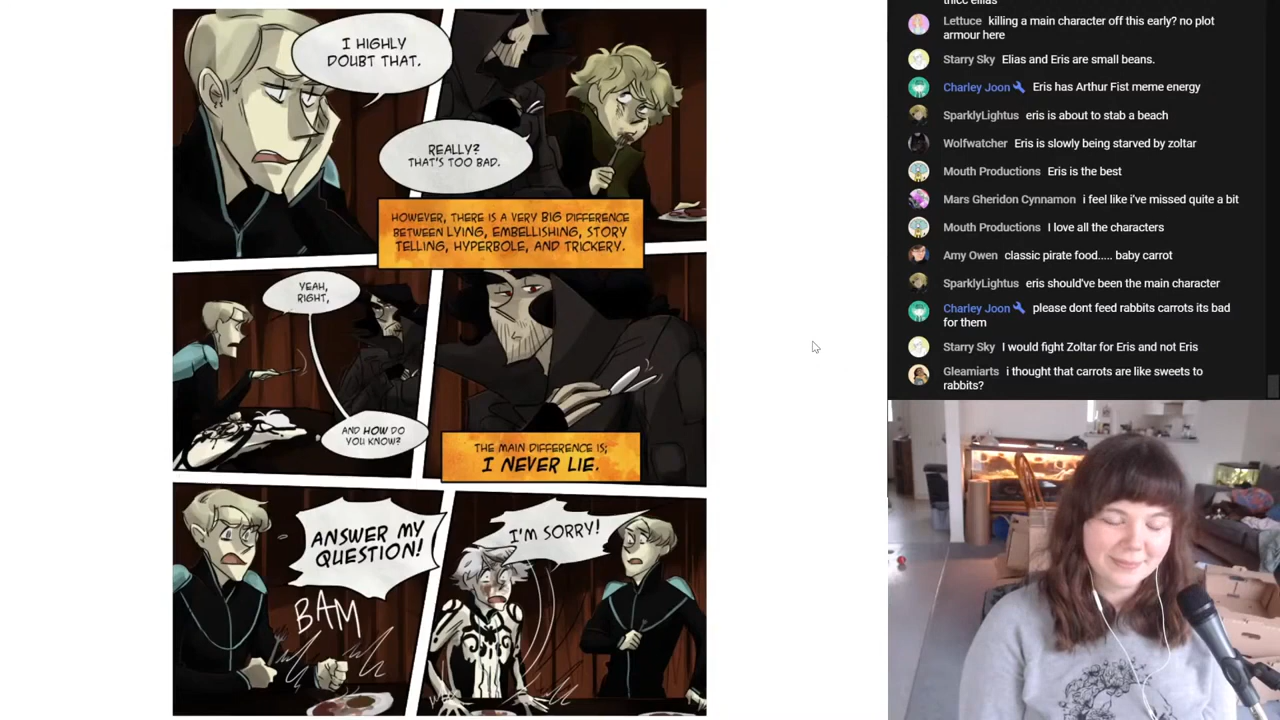 I HIGHLY
DOUBT THAT.
REALLY?
THAT'S TOO BAD.
HOWEVER, THERE IS A VERY BIG DIFFERENCE
BETWEEN LYING, EMBELLISHING, STORY
TELLING, HYPERBOLE, AND TRICKERY.
YEAH,
RIGHT,
AND HOW DO
YOU KNOW?
THE MAIN DIFFERENCE IS;
I NEVER LIE.
ANSWER MY
QUESTION!
BAM
I'M SORRY!
Lettuce killing a main character off this early? no plot
armour here
Starry Sky Elias and Eris are small beans.
Charley Joon Eris has Arthur Fist meme energy
SparklyLightus eris is about to stab a beach
Wolfwatcher Eris is slowly being starved by zoltar
Mouth Productions Eris is the best
Mars Gheridon Cynnamon i feel like i've missed quite a bit
Mouth Productions I love all the characters
Amy Owen classic pirate food..... baby carrot
SparklyLightus eris should've been the main character
Charley Joon please dont feed rabbits carrots its bad
for them
Starry Sky I would fight Zoltar for Eris and not Eris
Gleamiarts i thought that carrots are like sweets to
rabbits?